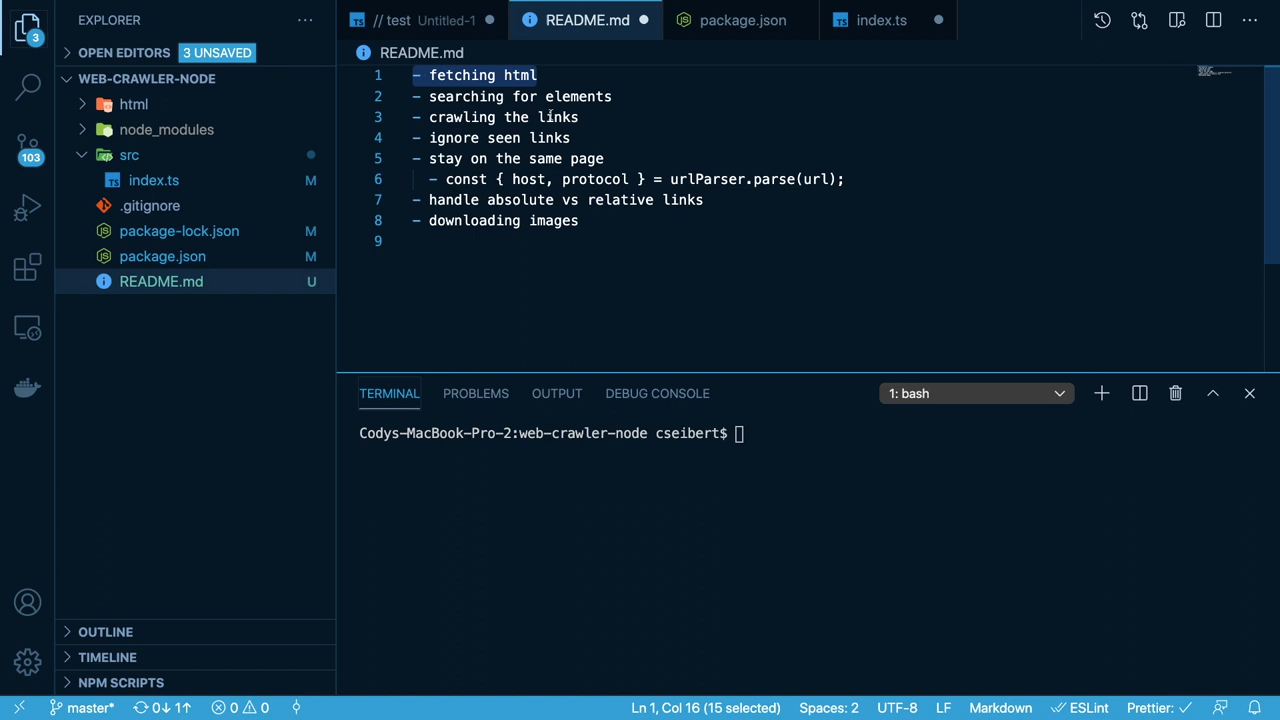 EXPLORER
···
// test Untitled-1
README.md
package.json
index.ts
3
OPEN EDITORS 3 UNSAVED
README.md
WEB-CRAWLER-NODE
html
node_modules
src
index.ts M
.gitignore
package-lock.json M
package.json M
README.md U
103
1 - fetching html
2 - searching for elements
3 - crawling the links
4 - ignore seen links
5 - stay on the same page
6 - const { host, protocol } = urlParser.parse(url);
7 - handle absolute vs relative links
8 - downloading images
9
TERMINAL PROBLEMS OUTPUT DEBUG CONSOLE 1: bash
Codys-MacBook-Pro-2:web-crawler-node cseibert$
OUTLINE
TIMELINE
NPM SCRIPTS
master* 0↓ 1↑ 0 0 Ln 1, Col 16 (15 selected) Spaces: 2 UTF-8 LF Markdown ESLint Prettier: ✓